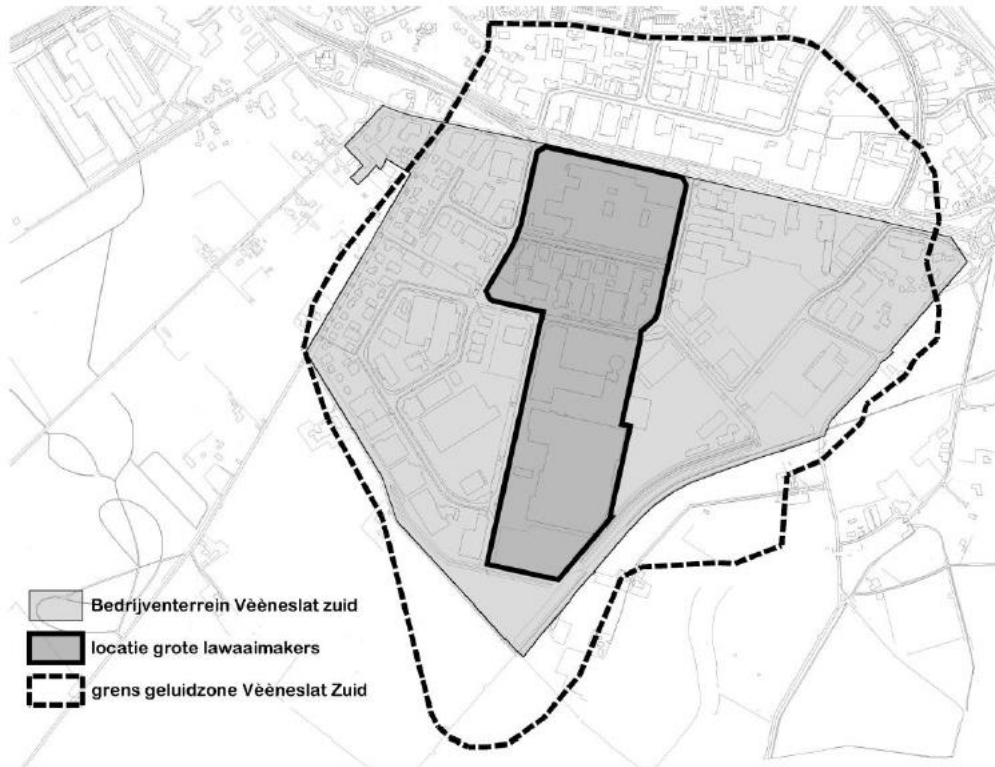 Bedrijventerrein Vèèneslat zuid
locatie grote lawaaimakers
grens geluidzone Vèèneslat Zuid